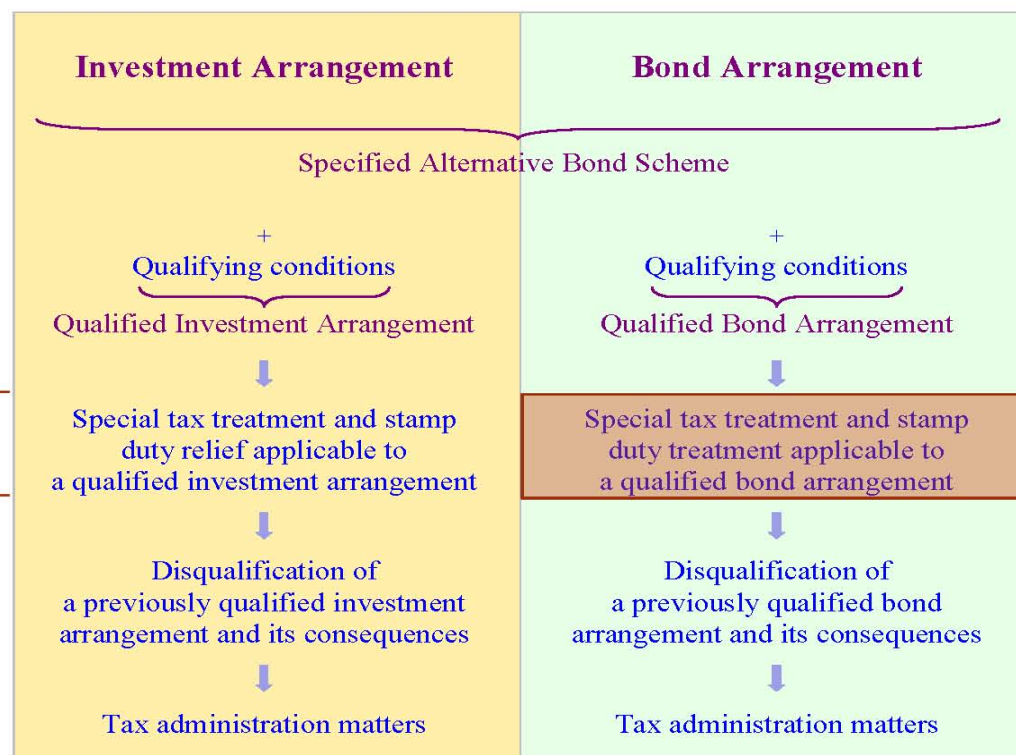 Investment Arrangement
Bond Arrangement
Specified Alternative Bond Scheme
+
Qualifying conditions
Qualified Investment Arrangement
Special tax treatment and stamp
duty relief applicable to
a qualified investment arrangement
Disqualification of
a previously qualified investment
arrangement and its consequences
Tax administration matters
+
Qualifying conditions
Qualified Bond Arrangement
Special tax treatment and stamp
duty treatment applicable to
a qualified bond arrangement
Disqualification of
a previously qualified bond
arrangement and its consequences
Tax administration matters